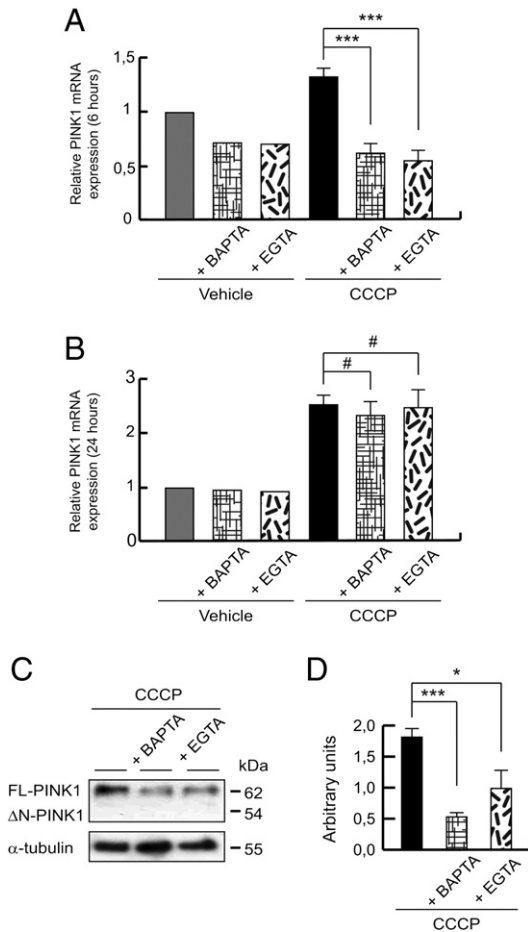 A
Relative PINK1 mRNA
expression (6 hours)
1,5
1
0,5
0
***
***
+ BAPTA
+ EGTA
+ BAPTA
+ EGTA
Vehicle
CCCP
B
Relative PINK1 mRNA
expression (24 hours)
3
2
1
0
#
#
+ BAPTA
+ EGTA
+ BAPTA
+ EGTA
Vehicle
CCCP
C
CCCP
+ BAPTA
+ EGTA
kDa
FL-PINK1
62
ΔN-PINK1
54
α-tubulin
55
D
Arbitrary units
2,0
1,5
1,0
0,5
0,0
*
***
+ BAPTA
+ EGTA
CCCP